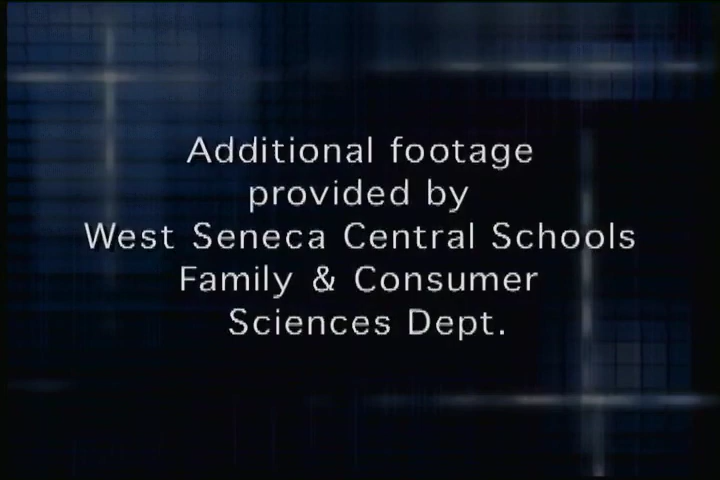 Additional footage
provided by
West Seneca Central Schools
Family & Consumer
Sciences Dept.